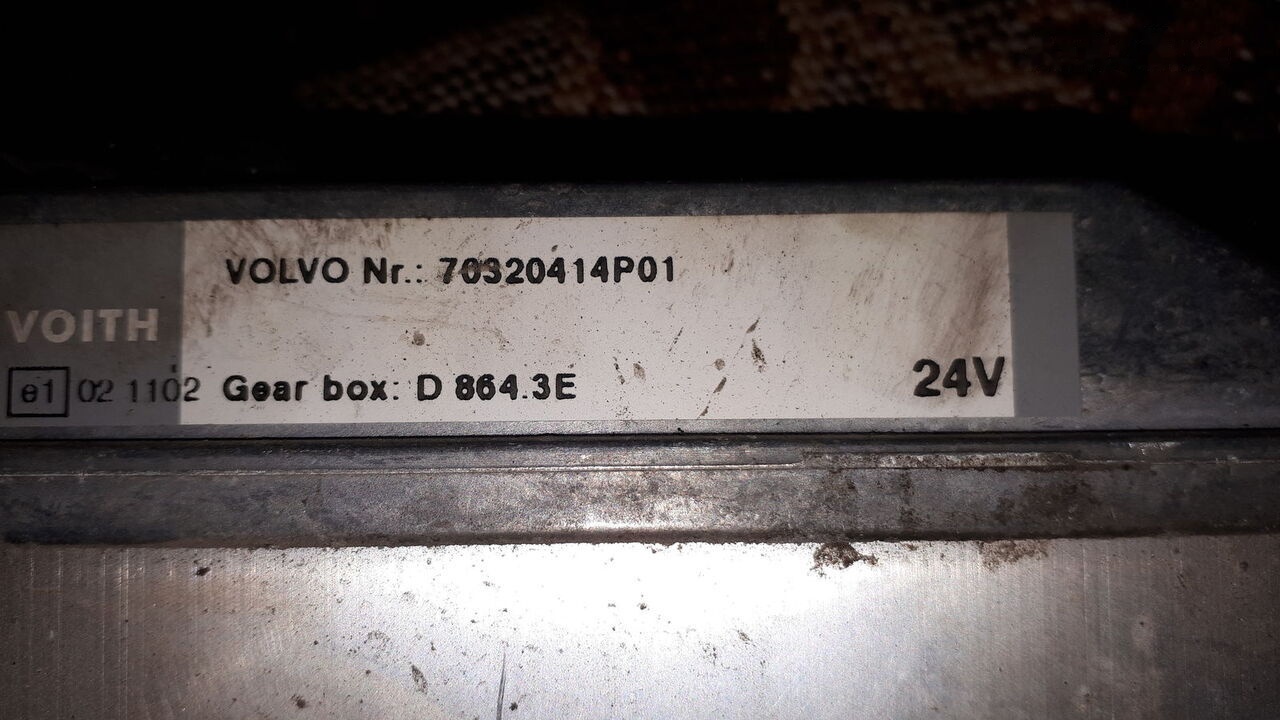 VOLVO Nr.: 70320414P01
VOITH
e1 02 1102 Gear box: D 864.3E
24V